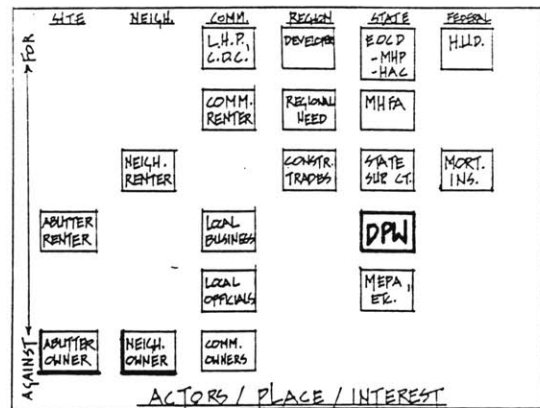 SITE NEIGH. COMM. REGION STATE FEDERAL
FOR
L.H.P., DEVELOPER EOCD H.U.D.
C.D.C. -MHP
-HAC
COMM. REGIONAL MHFA
RENTER NEED
NEIGH. CONSTR. STATE MORT.
RENTER TRADES SUP CT. INS.
ABUTTER LOCAL DPW
RENTER BUSINESS
LOCAL MEPA,
OFFICIALS ETC.
ABUTTER NEIGH. COMM.
OWNER OWNER OWNERS
AGAINST
ACTORS / PLACE / INTEREST